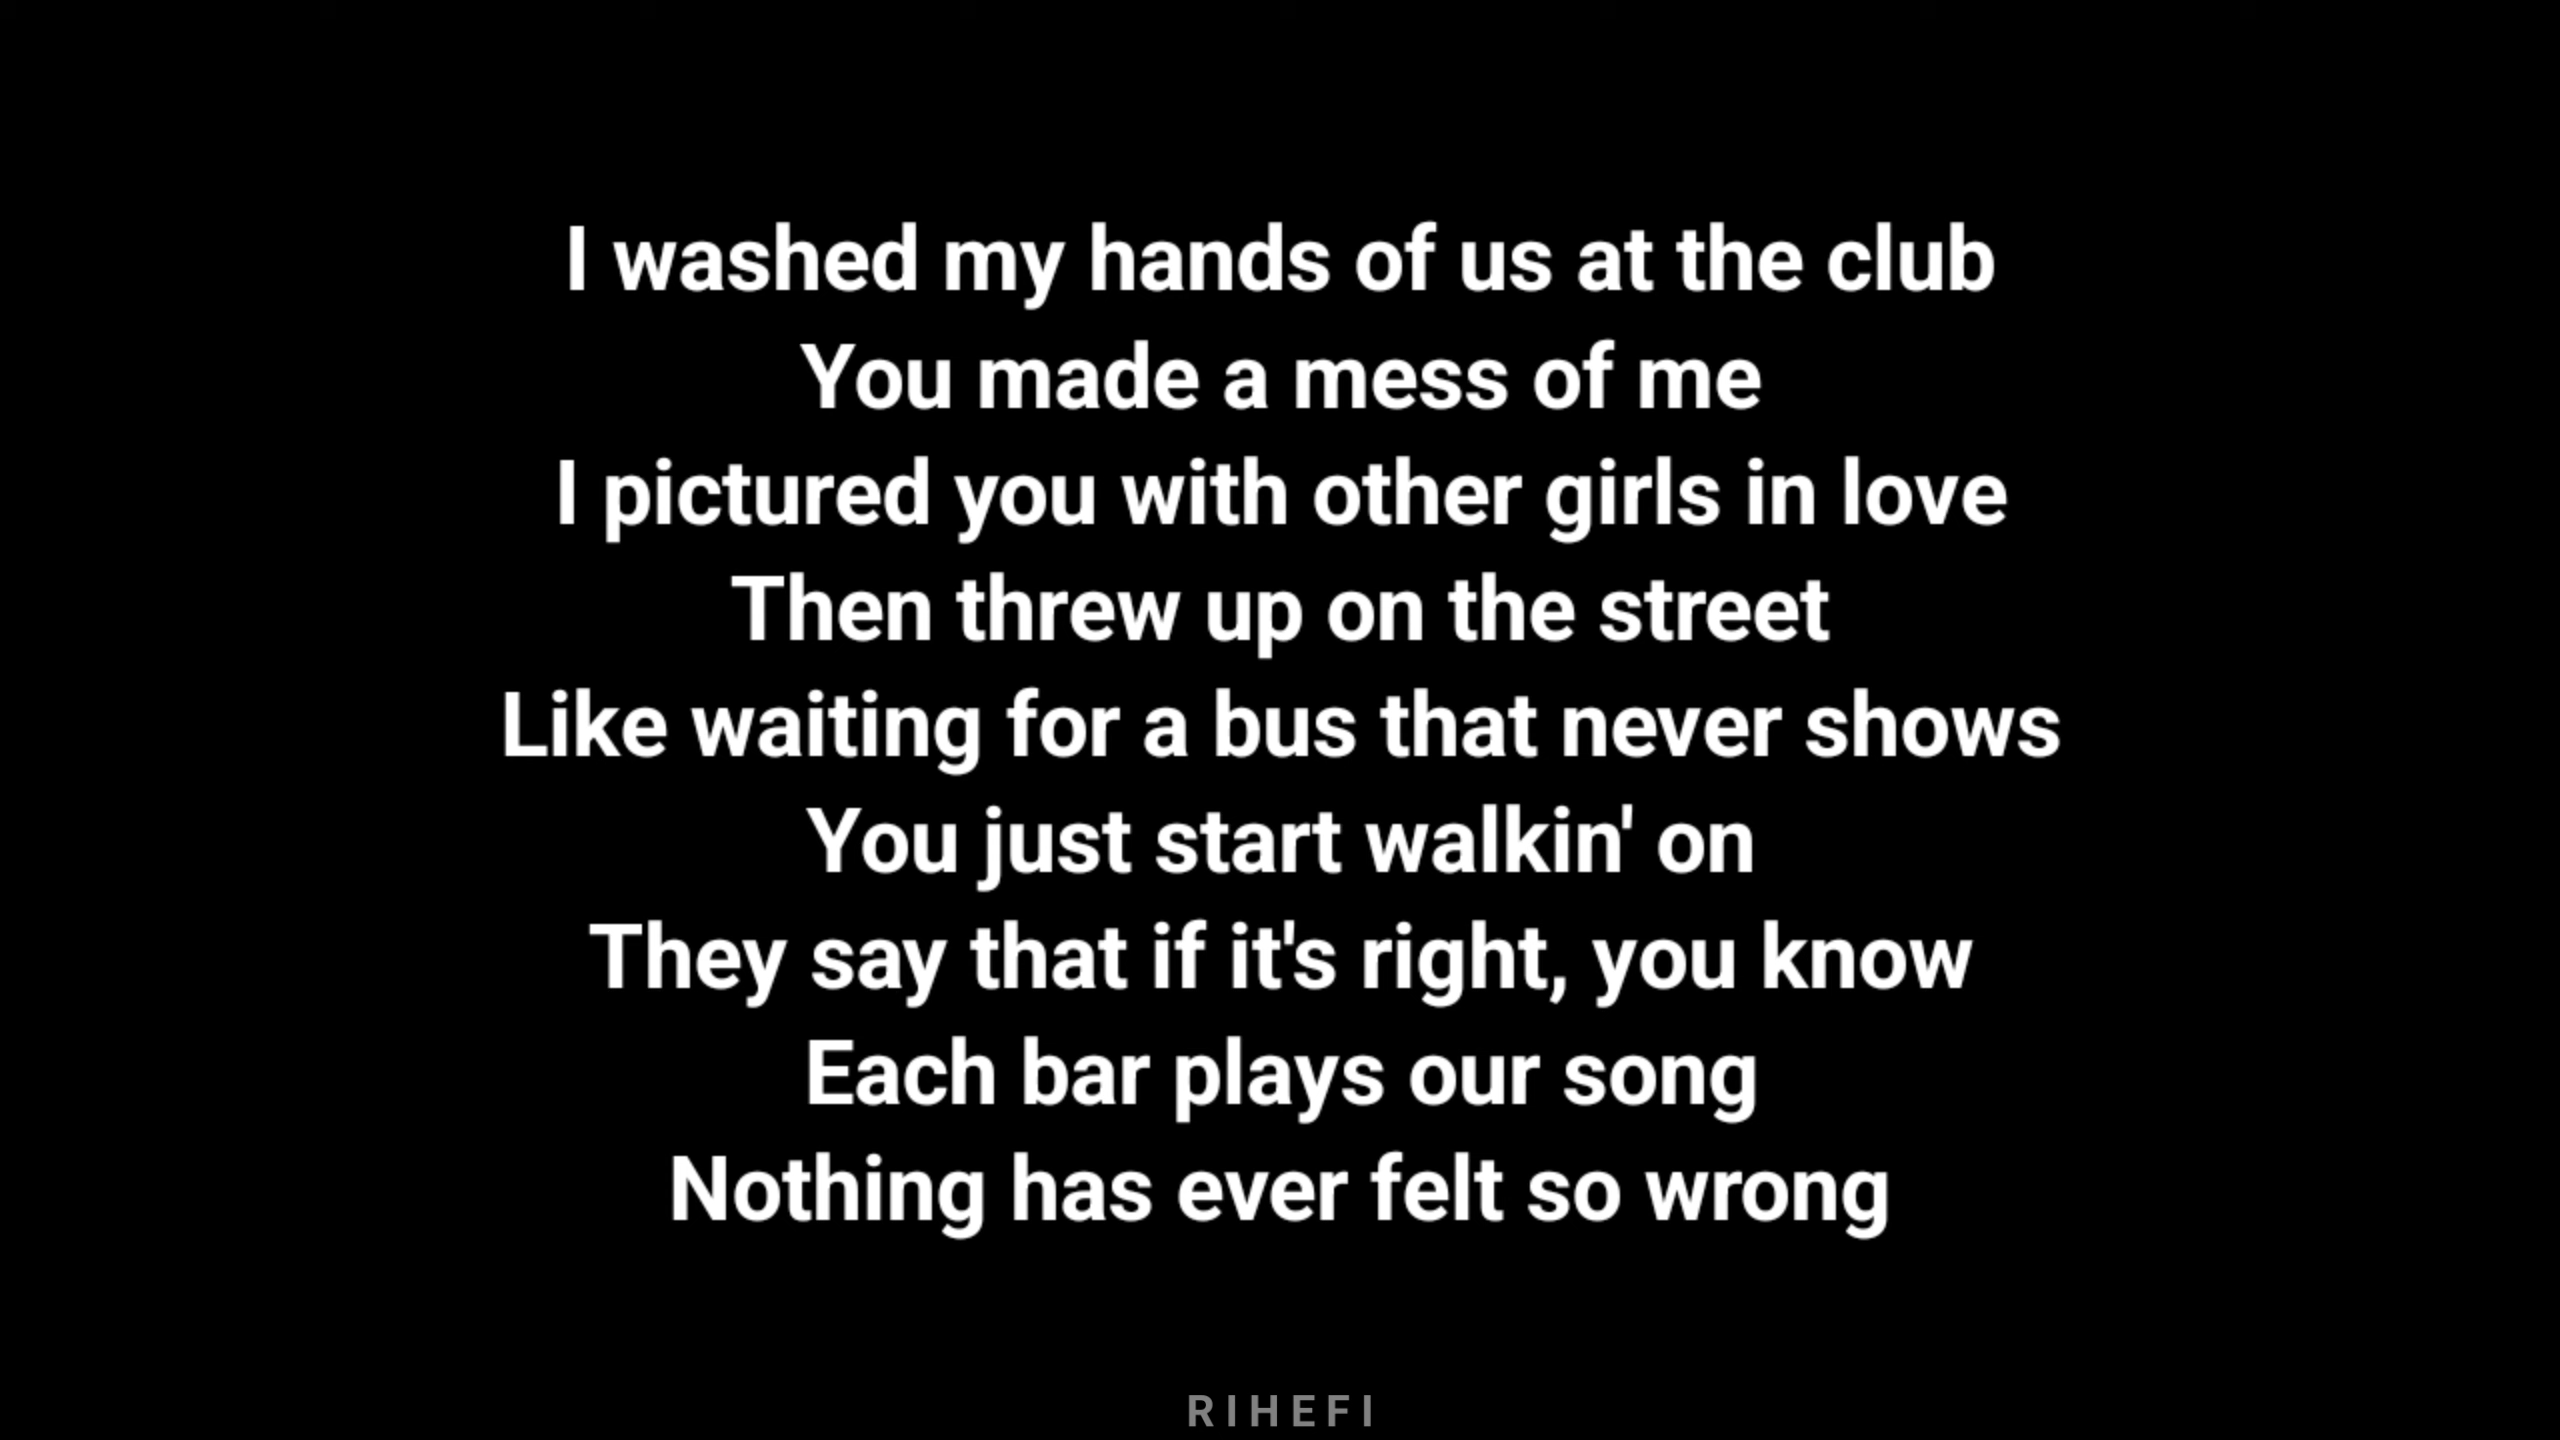 I washed my hands of us at the club
You made a mess of me
I pictured you with other girls in love
Then threw up on the street
Like waiting for a bus that never shows
You just start walkin' on
They say that if it's right, you know
Each bar plays our song
Nothing has ever felt so wrong
RIHEFI